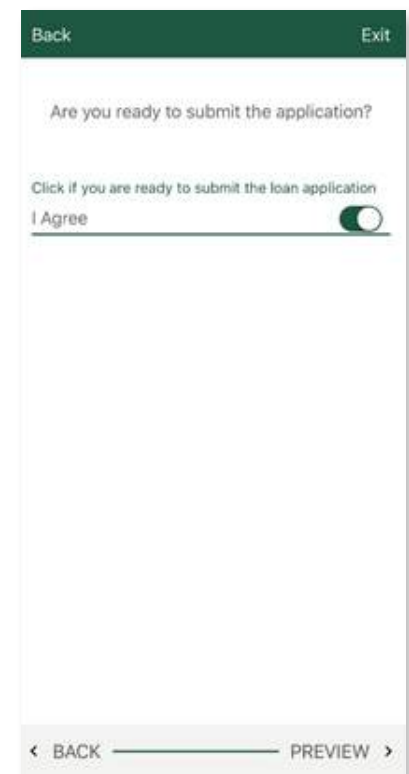 Back Exit
Are you ready to submit the application?
Click if you are ready to submit the loan application
I Agree
< BACK PREVIEW >